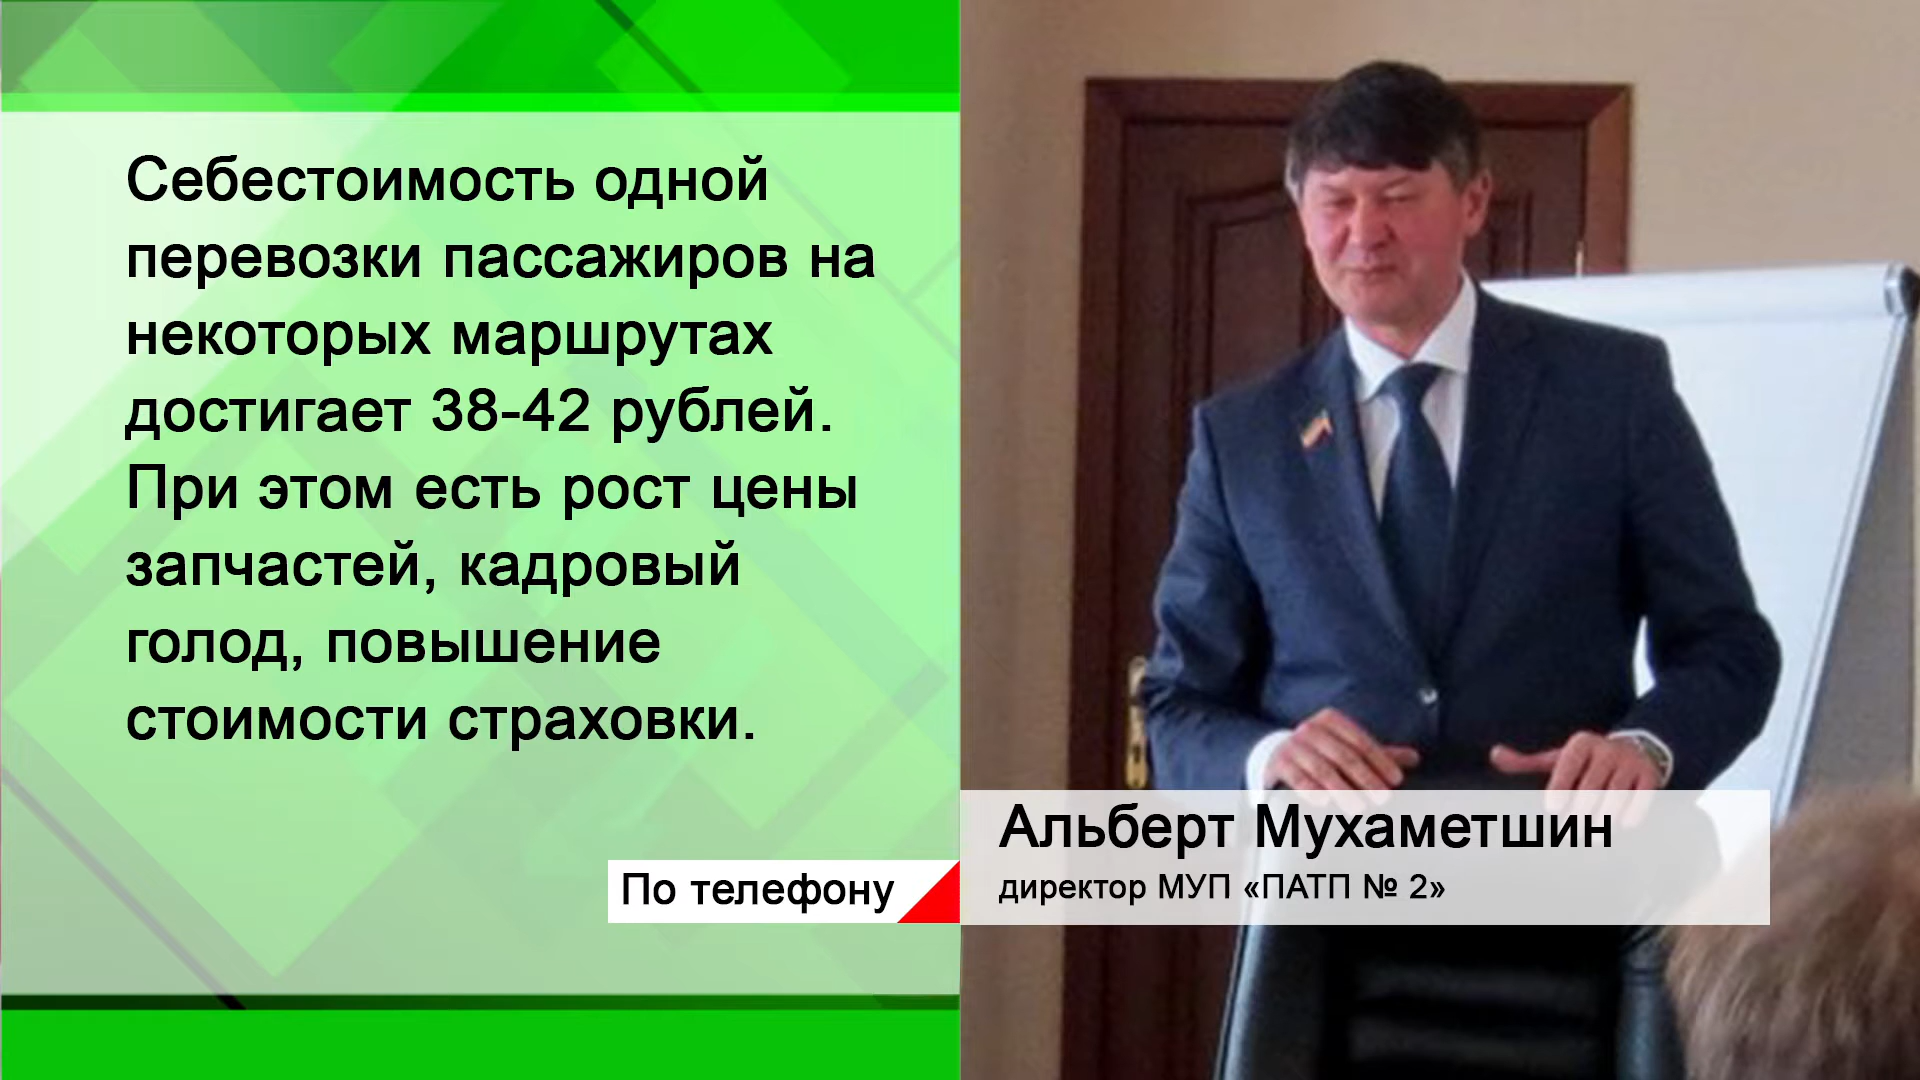 Себестоимость одной
перевозки пассажиров на
некоторых маршрутах
достигает 38-42 рублей.
При этом есть рост цены
запчастей, кадровый
голод, повышение
стоимости страховки.
По телефону
Альберт Мухаметшин
директор МУП «ПАТП № 2»